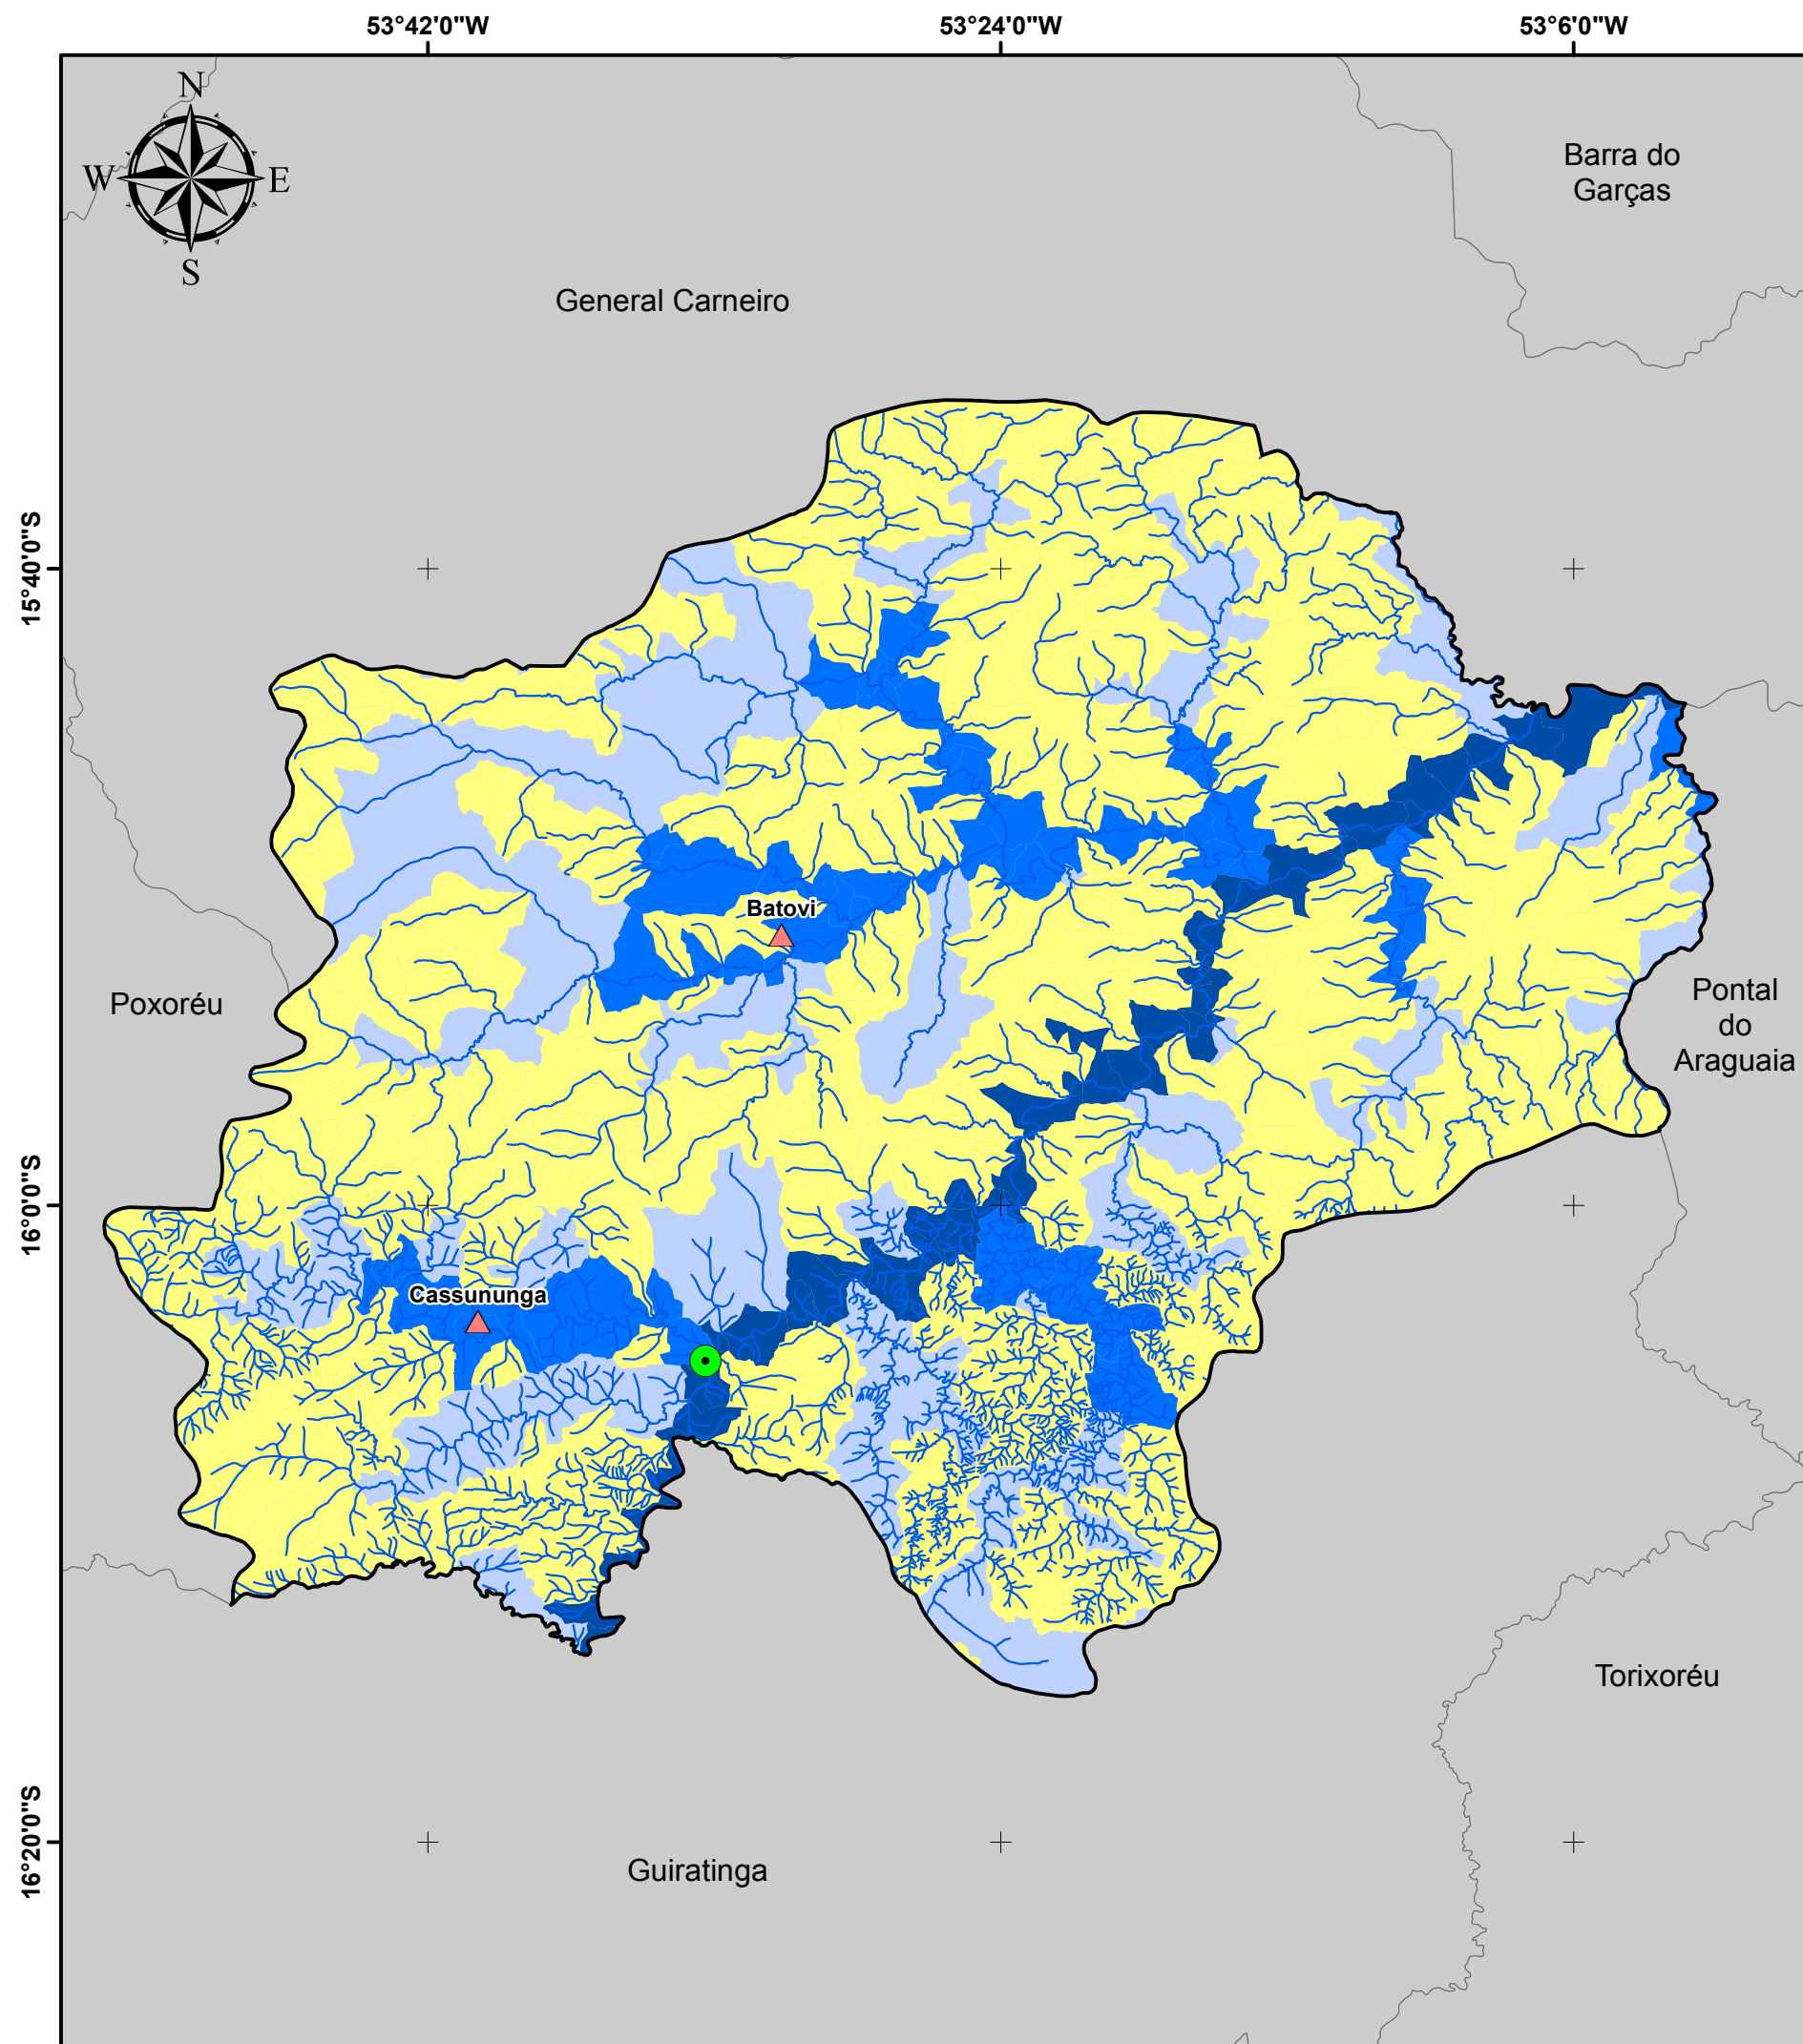 53°42'0"W
53°24'0"W
53°6'0"W
N
W
E
S
Barra do
Garças
General Carneiro
15°40'0"S
Batovi
Poxoréu
Pontal
do
Araguaia
16°0'0"S
Cassununga
Torixoréu
16°20'0"S
Guiratinga